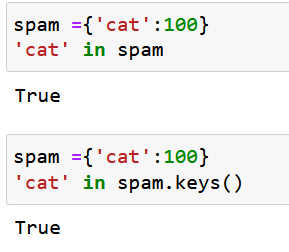 spam ={'cat':100}
'cat' in spam
True
spam ={'cat':100}
'cat' in spam.keys()
True